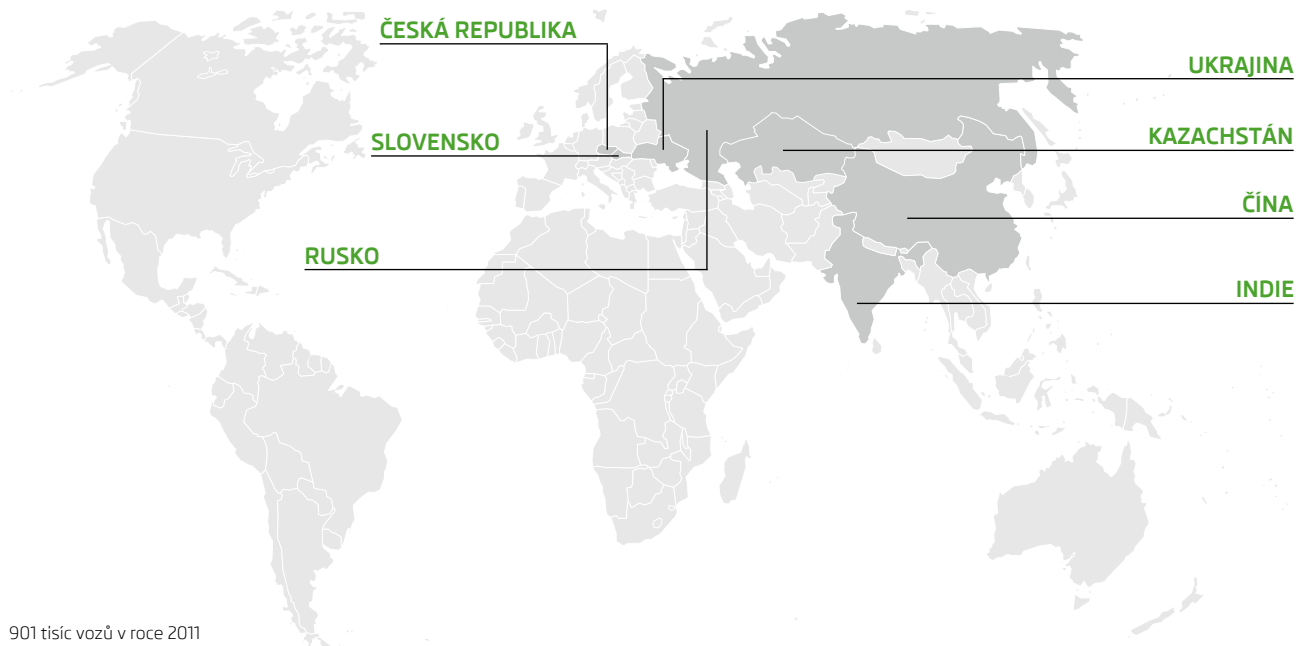 ČESKÁ REPUBLIKA
UKRAJINA
SLOVENSKO
KAZACHSTÁN
ČÍNA
RUSKO
INDIE
901 tisíc vozů v roce 2011